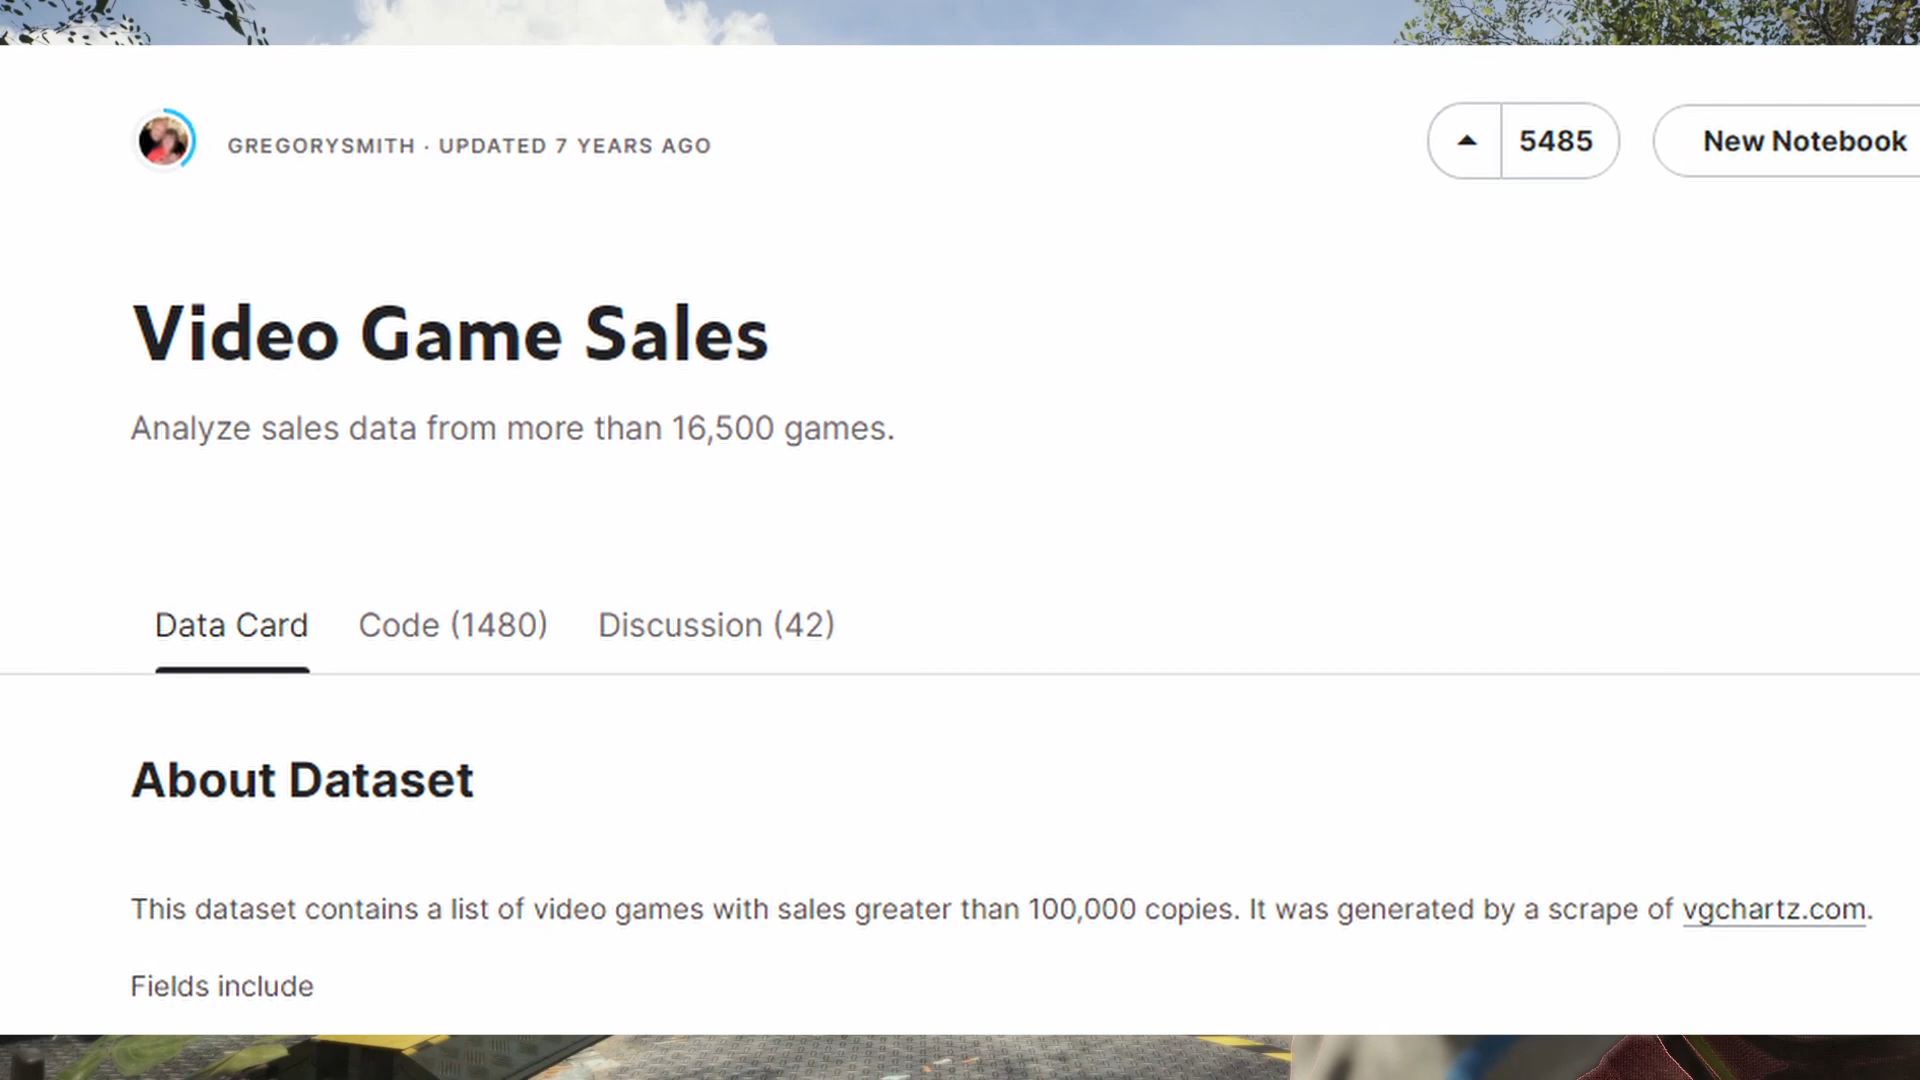 GREGORYSMITH · UPDATED 7 YEARS AGO
5485
New Notebook
Video Game Sales
Analyze sales data from more than 16,500 games.
Data Card
Code (1480)
Discussion (42)
About Dataset
This dataset contains a list of video games with sales greater than 100,000 copies. It was generated by a scrape of vgchartz.com.
Fields include